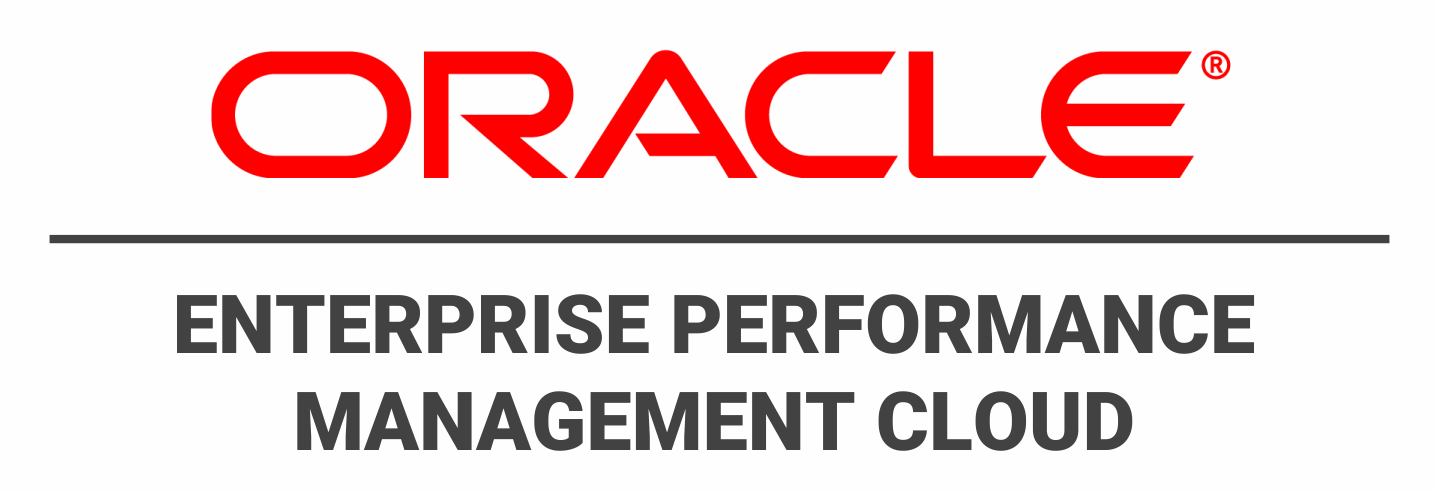 ORACLE®
ENTERPRISE PERFORMANCE
MANAGEMENT CLOUD